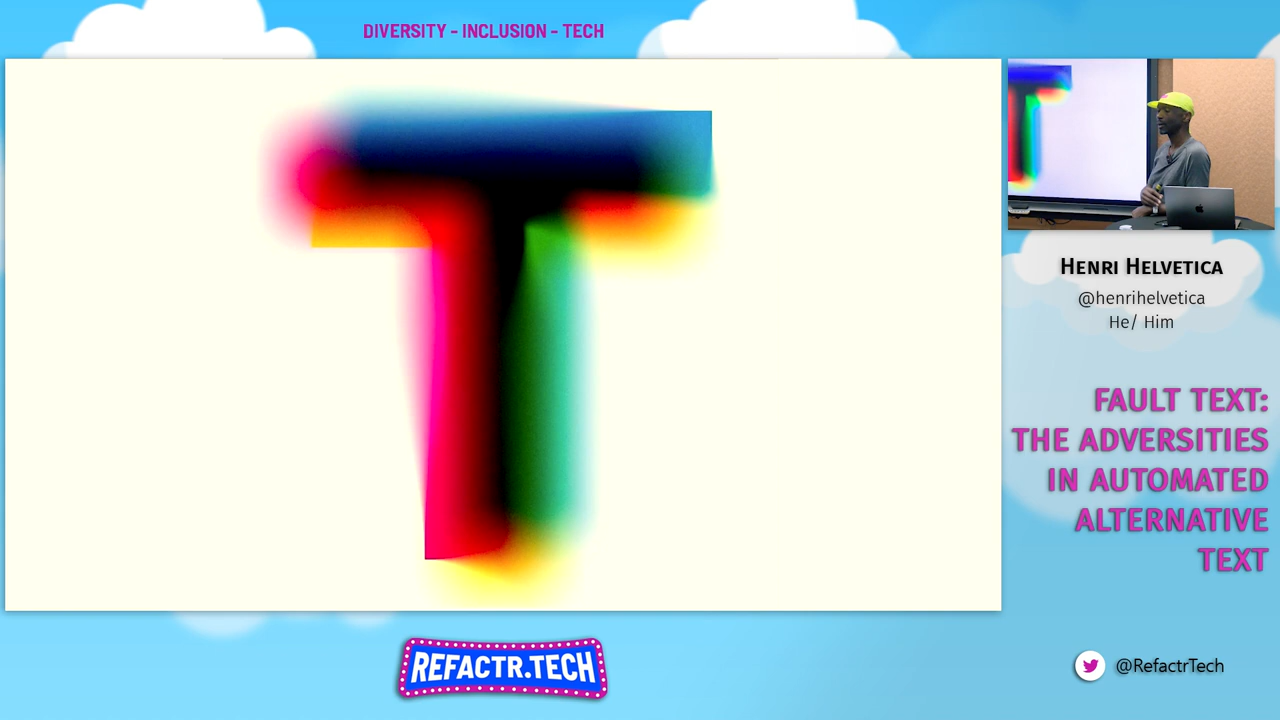 DIVERSITY - INCLUSION - TECH
T
HENRI HELVETICA
@henrihelvetica
He/ Him
FAULT TEXT:
THE ADVERSITIES
IN AUTOMATED
ALTERNATIVE
TEXT
REFACTR.TECH
@RefactrTech